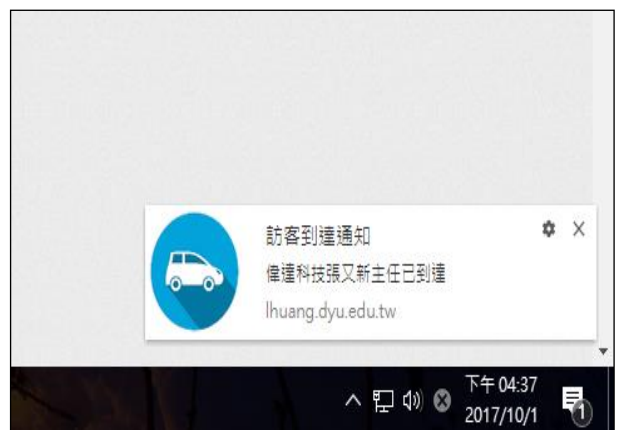 訪客到達通知
偉達科技張又新主任已到達
lhuang.dyu.edu.tw
下午 04:37
2017/10/1
1